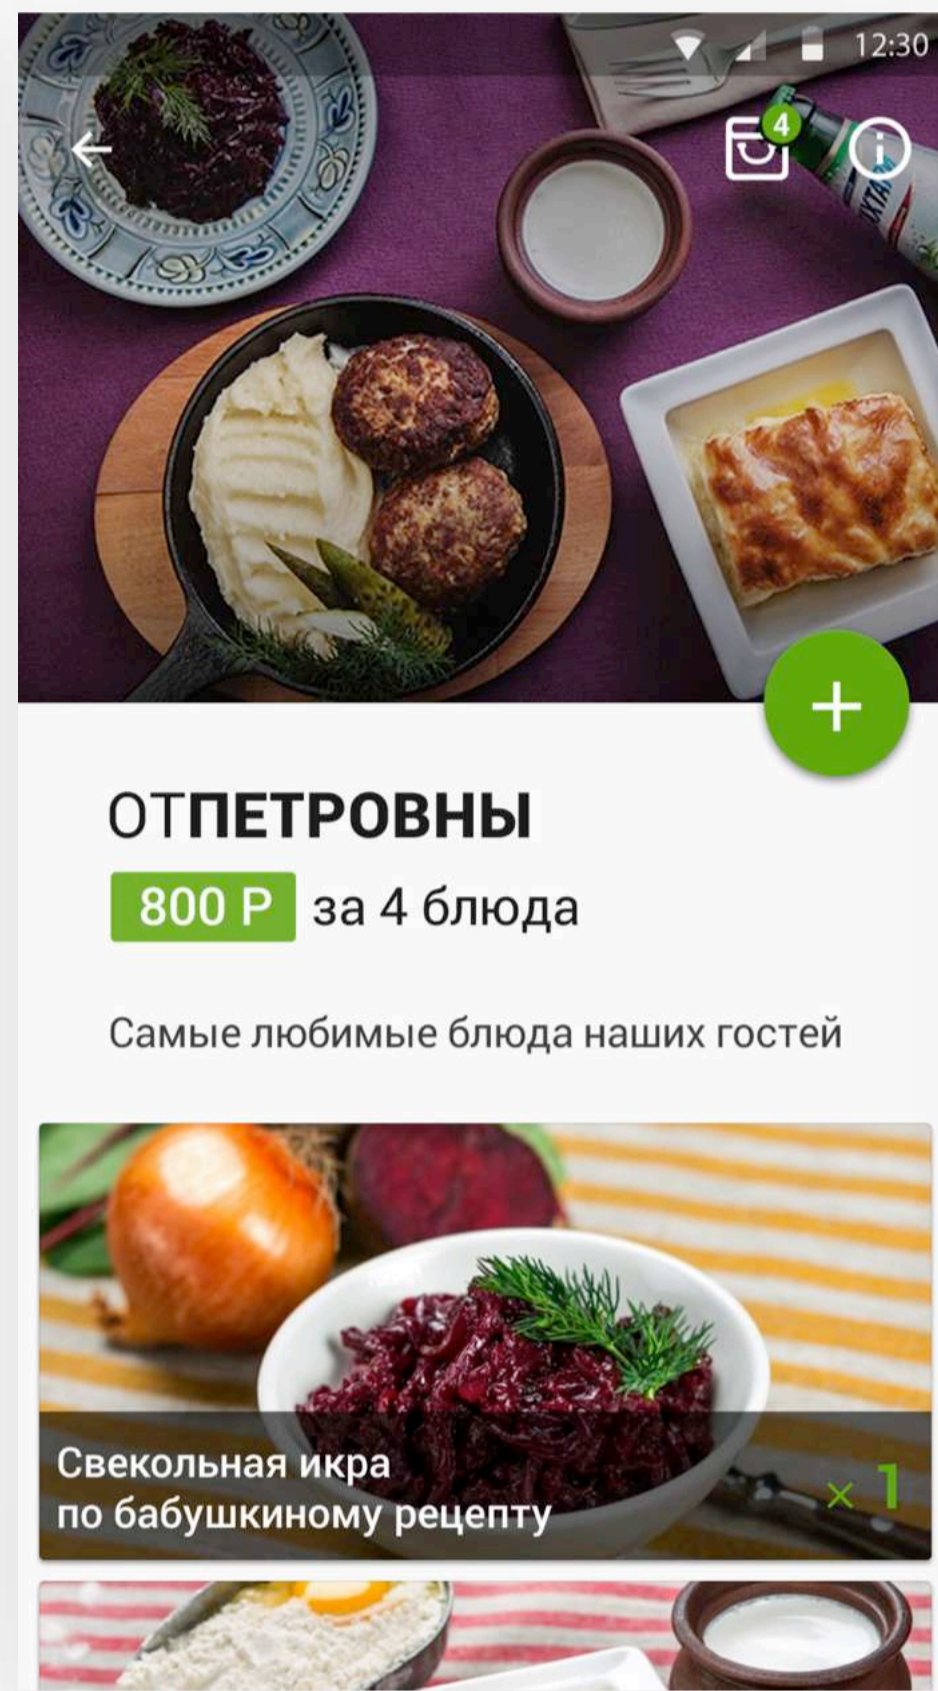 12:30
4
ОТПЕТРОВНЫ
800 Р за 4 блюда
Самые любимые блюда наших гостей
Свекольная икра
по бабушкиному рецепту
× 1